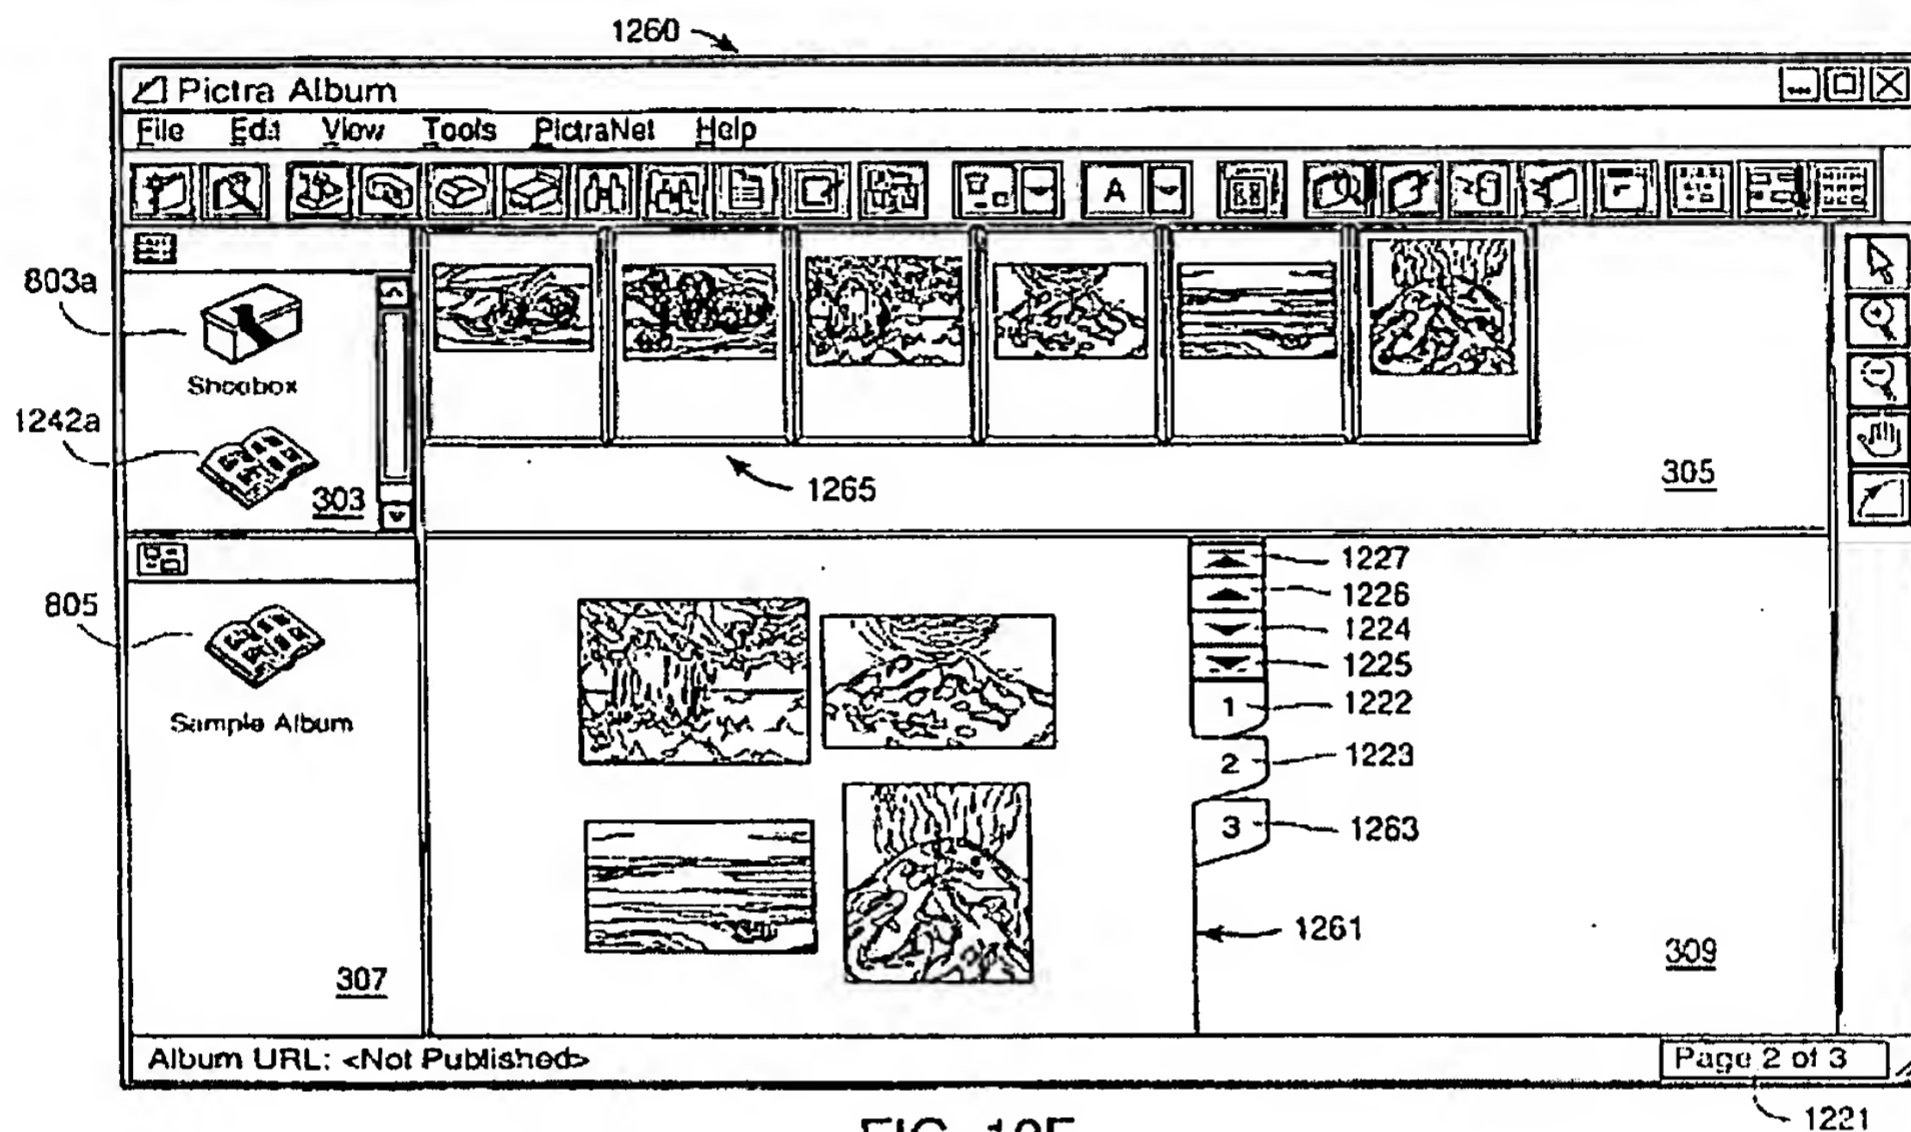 1260
Pictra Album
File Edit View Tools PictraNet Help
A
803a
Shoebox
1242a
303
1265
305
805
Sample Album
307
1227
1226
1224
1225
1 1222
2 1223
3 1263
1261
309
Album URL: <Not Published>
Page 2 of 3
1221